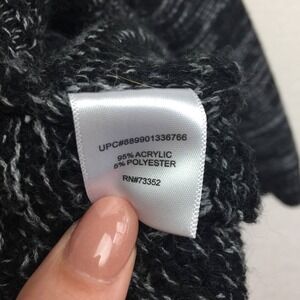 UPC#889901336766
95% ACRYLIC
5% POLYESTER
RN#73352